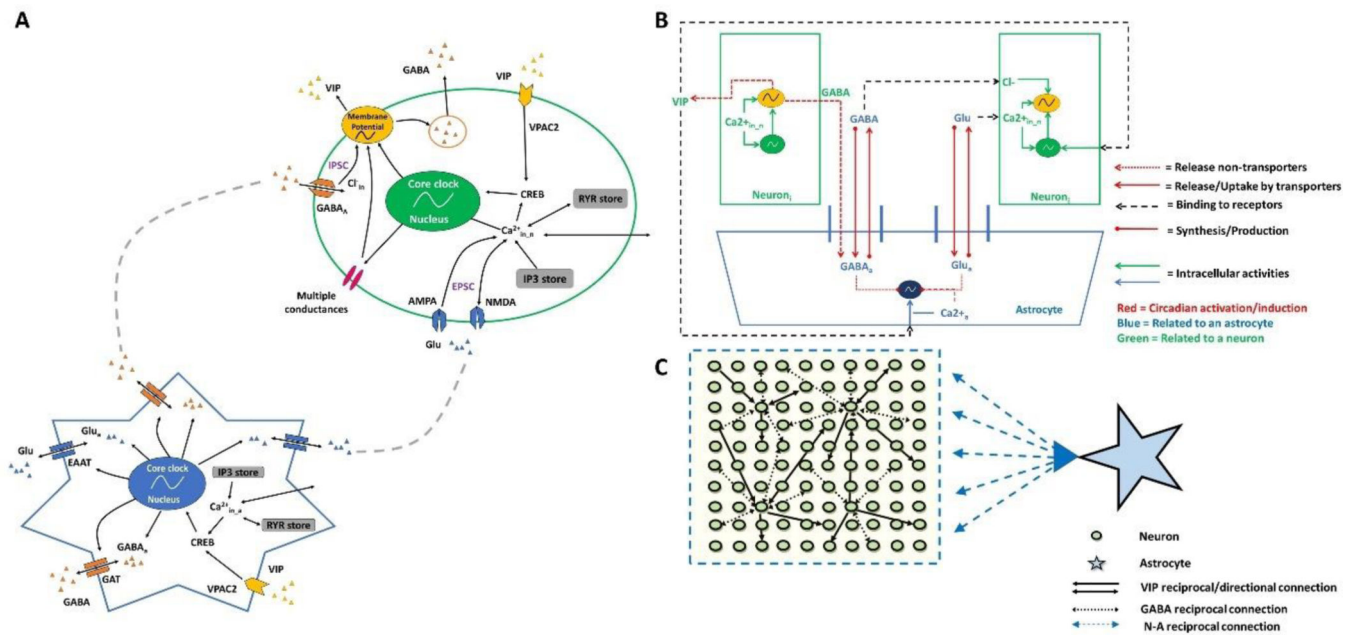 A
VIP
GABA
VIP
Membrane
Potential
VPAC2
IPSC
Cl⁻in
GABAA
Core clock
Nucleus
CREB
RYR store
Ca²⁺in_n
IP3 store
Multiple
conductances
AMPA
EPSC
NMDA
Glu
Glua
Glu
EAAT
Core clock
Nucleus
IP3 store
Ca²⁺in_a
RYR store
CREB
GABAa
GAT
GABA
VPAC2
VIP
B
VIP
GABA
Ca2+in_n
Neuroni
GABA
Glu
Cl-
Ca2+in_n
Neuronj
GABAa
Glua
Ca2+a
Astrocyte
= Release non-transporters
= Release/Uptake by transporters
= Binding to receptors
= Synthesis/Production
= Intracellular activities
Red = Circadian activation/induction
Blue = Related to an astrocyte
Green = Related to a neuron
C
Neuron
Astrocyte
VIP reciprocal/directional connection
GABA reciprocal connection
N-A reciprocal connection